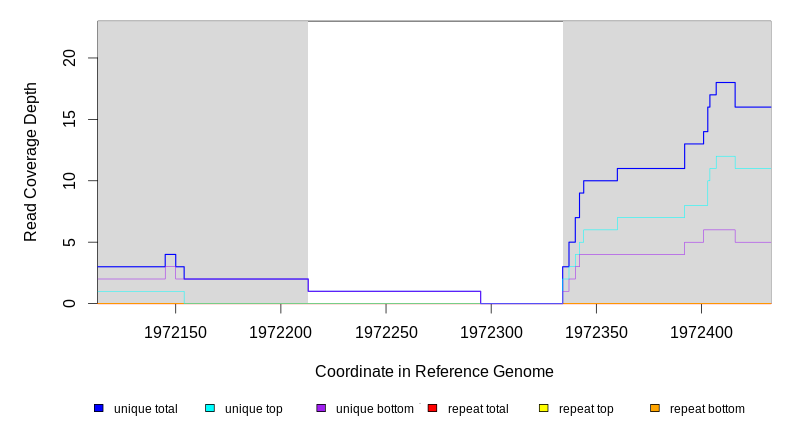 20
15
10
5
0
Read Coverage Depth
1972150 1972200 1972250 1972300 1972350 1972400
Coordinate in Reference Genome
unique total unique top unique bottom repeat total repeat top repeat bottom